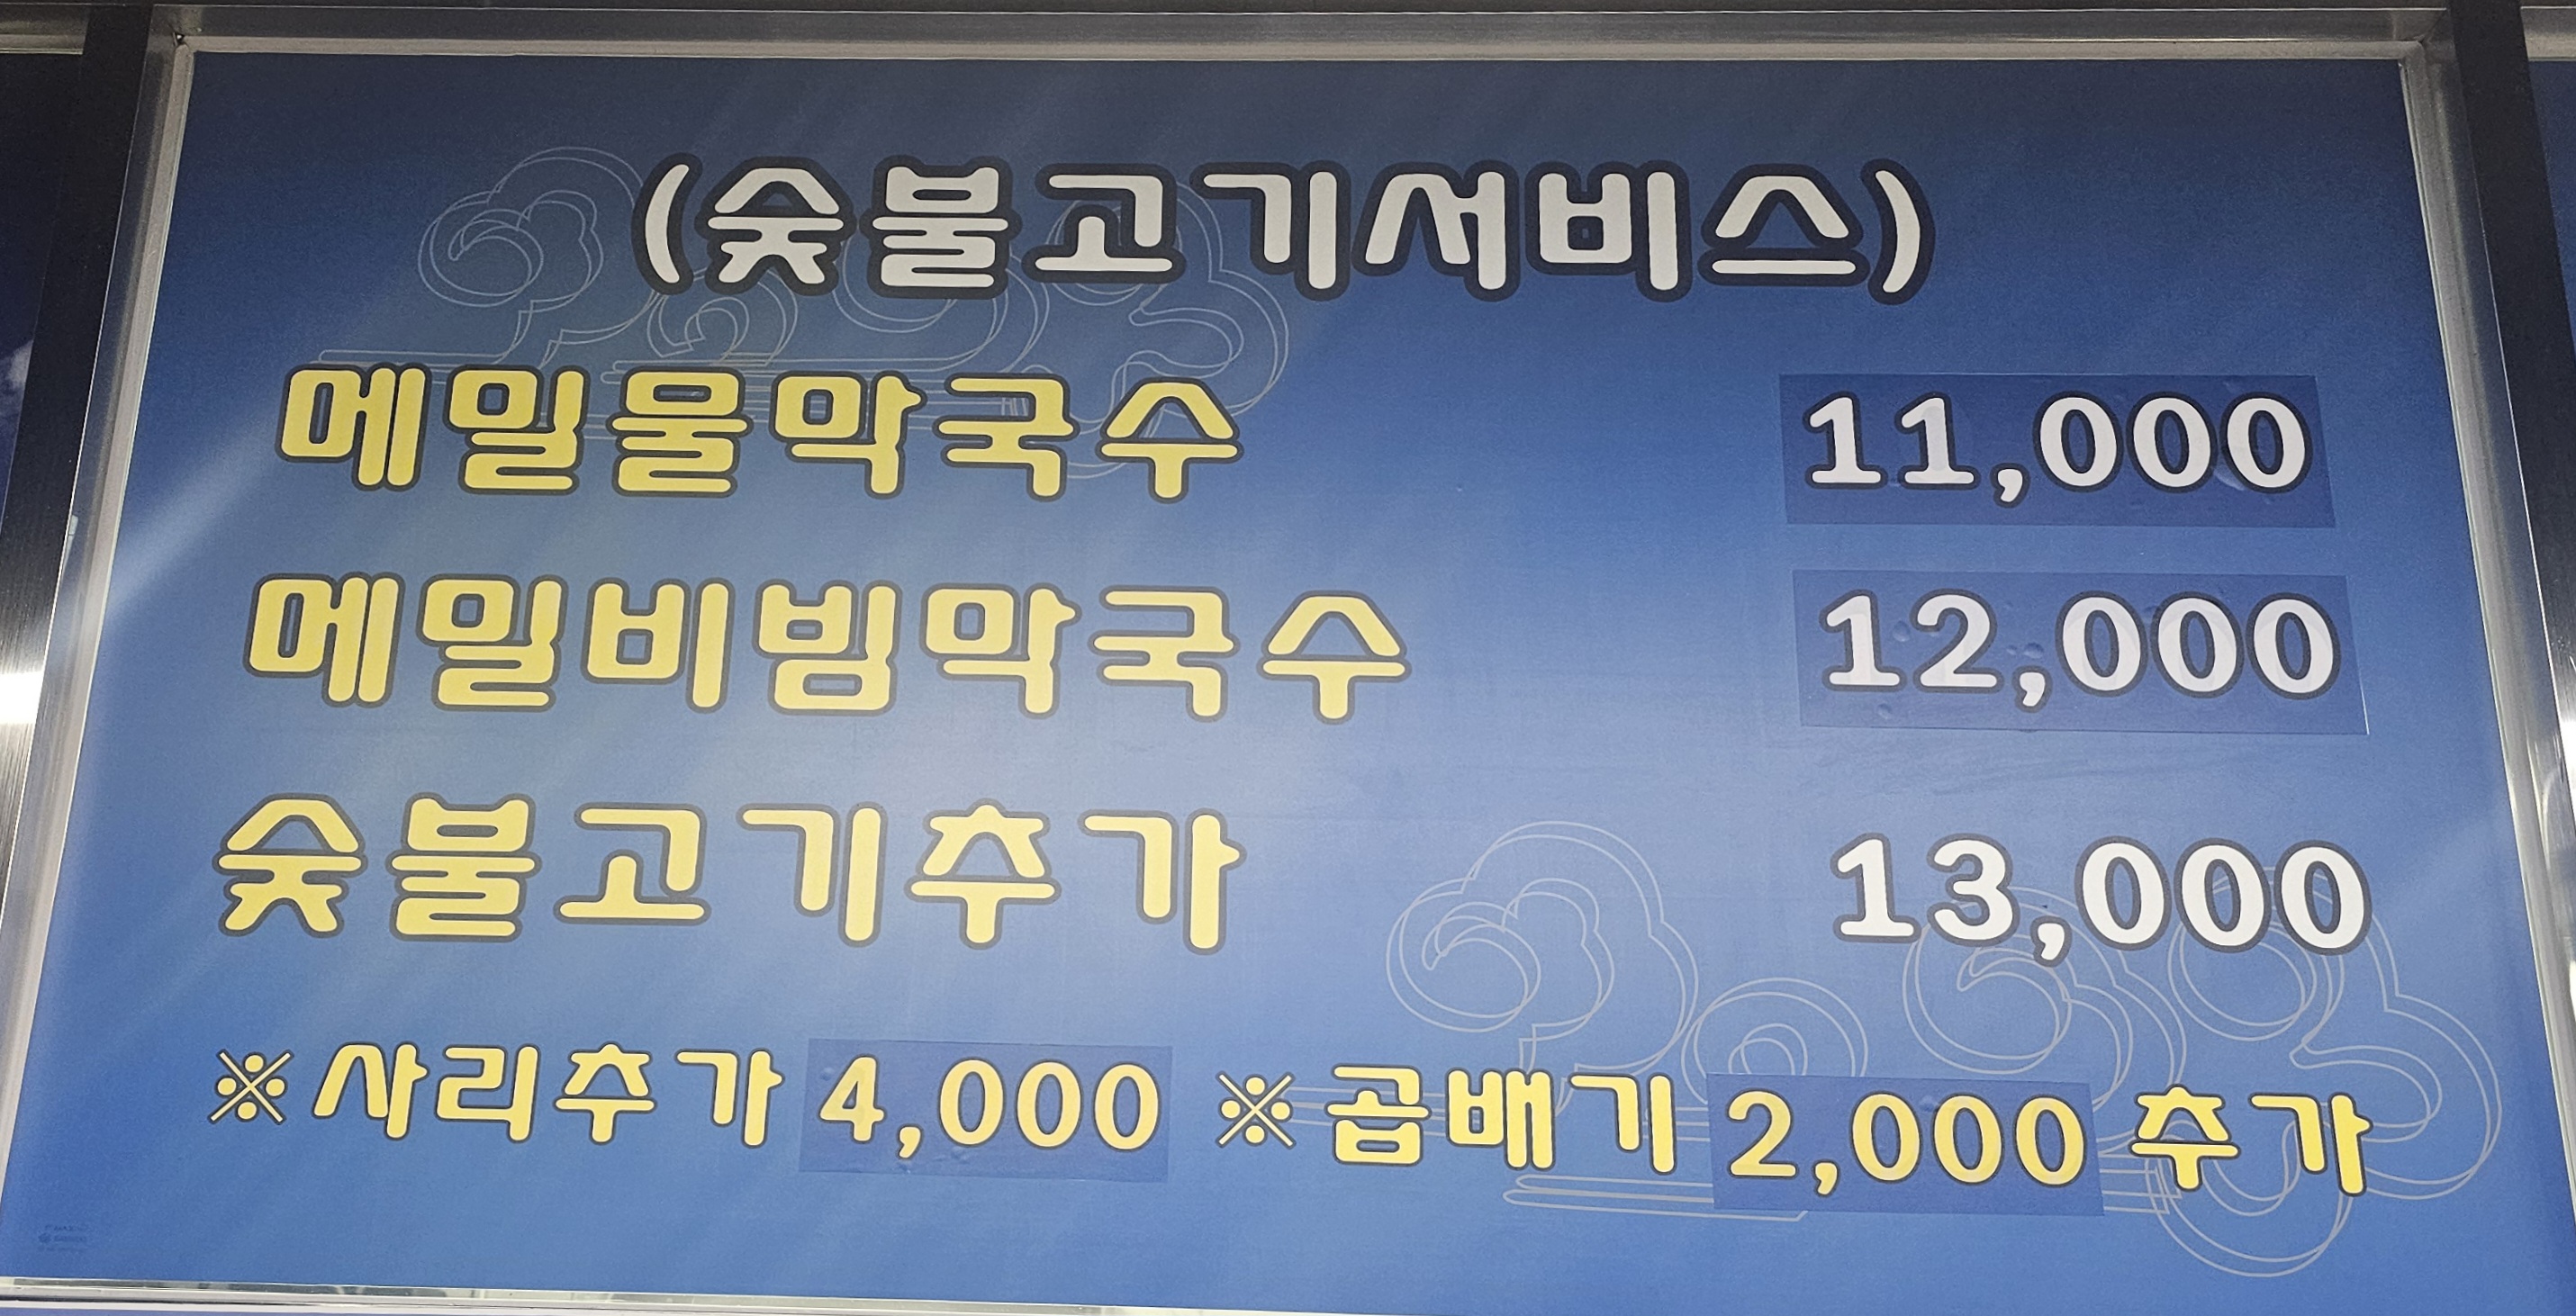 (숯불고기서비스)
메밀물막국수 11,000
메밀비빔막국수 12,000
숯불고기추가 13,000
※사리추가 4,000 ※곱배기 2,000 추가